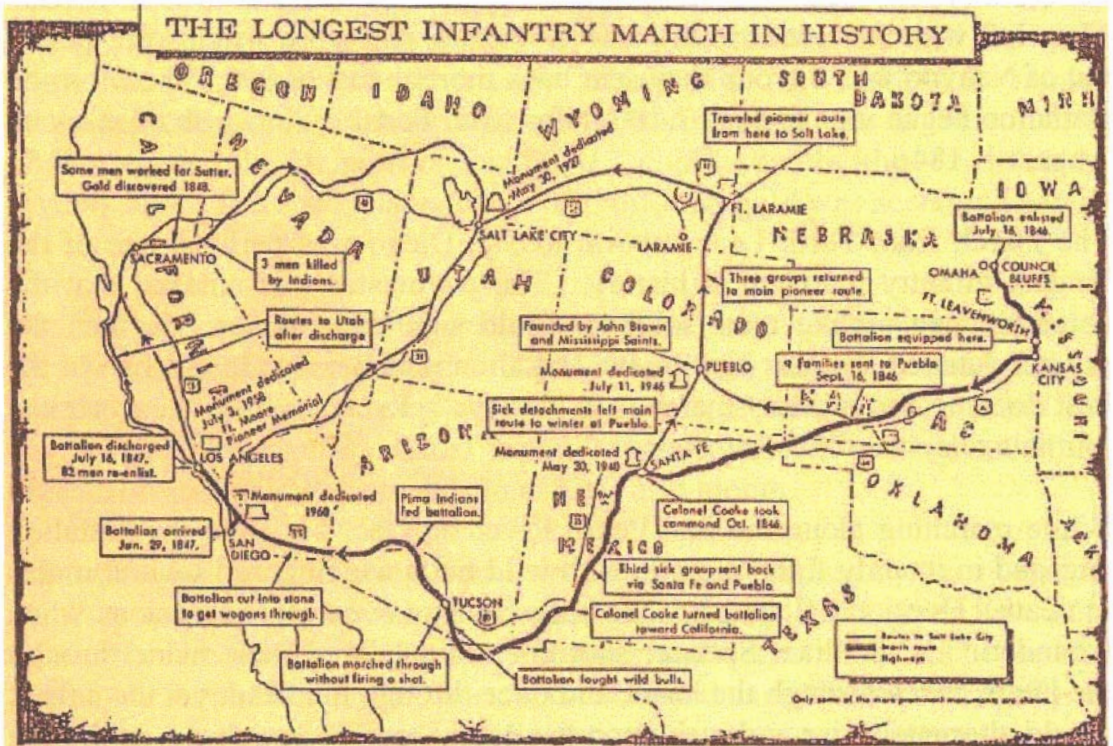 THE LONGEST INFANTRY MARCH IN HISTORY
OREGON
IDAHO
WYOMING
SOUTH
DAKOTA
MINN
CALIFORNIA
NEVADA
Traveled pioneer route
from here to Salt Lake.
Monument dedicated
May 30, 1927
Some men worked for Sutter.
Gold discovered 1848.
IOWA
Battalion enlisted
July 16, 1846.
FT. LARAMIE
SALT LAKE CITY
LARAMIE
NEBRASKA
SACRAMENTO
3 men killed
by Indians.
UTAH
COLORADO
Three groups returned
to main pioneer route.
OMAHA
COUNCIL
BLUFFS
FT. LEAVENWORTH
Routes to Utah
after discharge
Founded by John Brown
and Mississippi Saints.
Battalion equipped here.
Monument dedicated
July 11, 1946
PUEBLO
9 families sent to Pueblo
Sept. 16, 1846
KANSAS
CITY
KANSAS
MISSOURI
Monument dedicated
July 3, 1958
Ft. Moore
Pioneer Memorial
Sick detachments left main
route to winter at Pueblo.
ARIZONA
Battalion discharged
July 16, 1847,
82 men re-enlist.
LOS ANGELES
Monument dedicated
May 30, 1940
SANTA FE
Monument dedicated
1960
Pima Indians
Fed battalion.
NEW
MEXICO
Colonel Cooke took
command Oct. 1846.
OKLAHOMA
Battalion arrived
Jan. 29, 1847.
SAN
DIEGO
Third sick group sent back
via Santa Fe and Pueblo.
Battalion cut into stone
to get wagons through.
TUCSON
Colonel Cooke turned battalion
toward California.
TEXAS
Battalion marched through
without firing a shot.
Battalion fought wild bulls.
Routes to Salt Lake City
March route
Highways